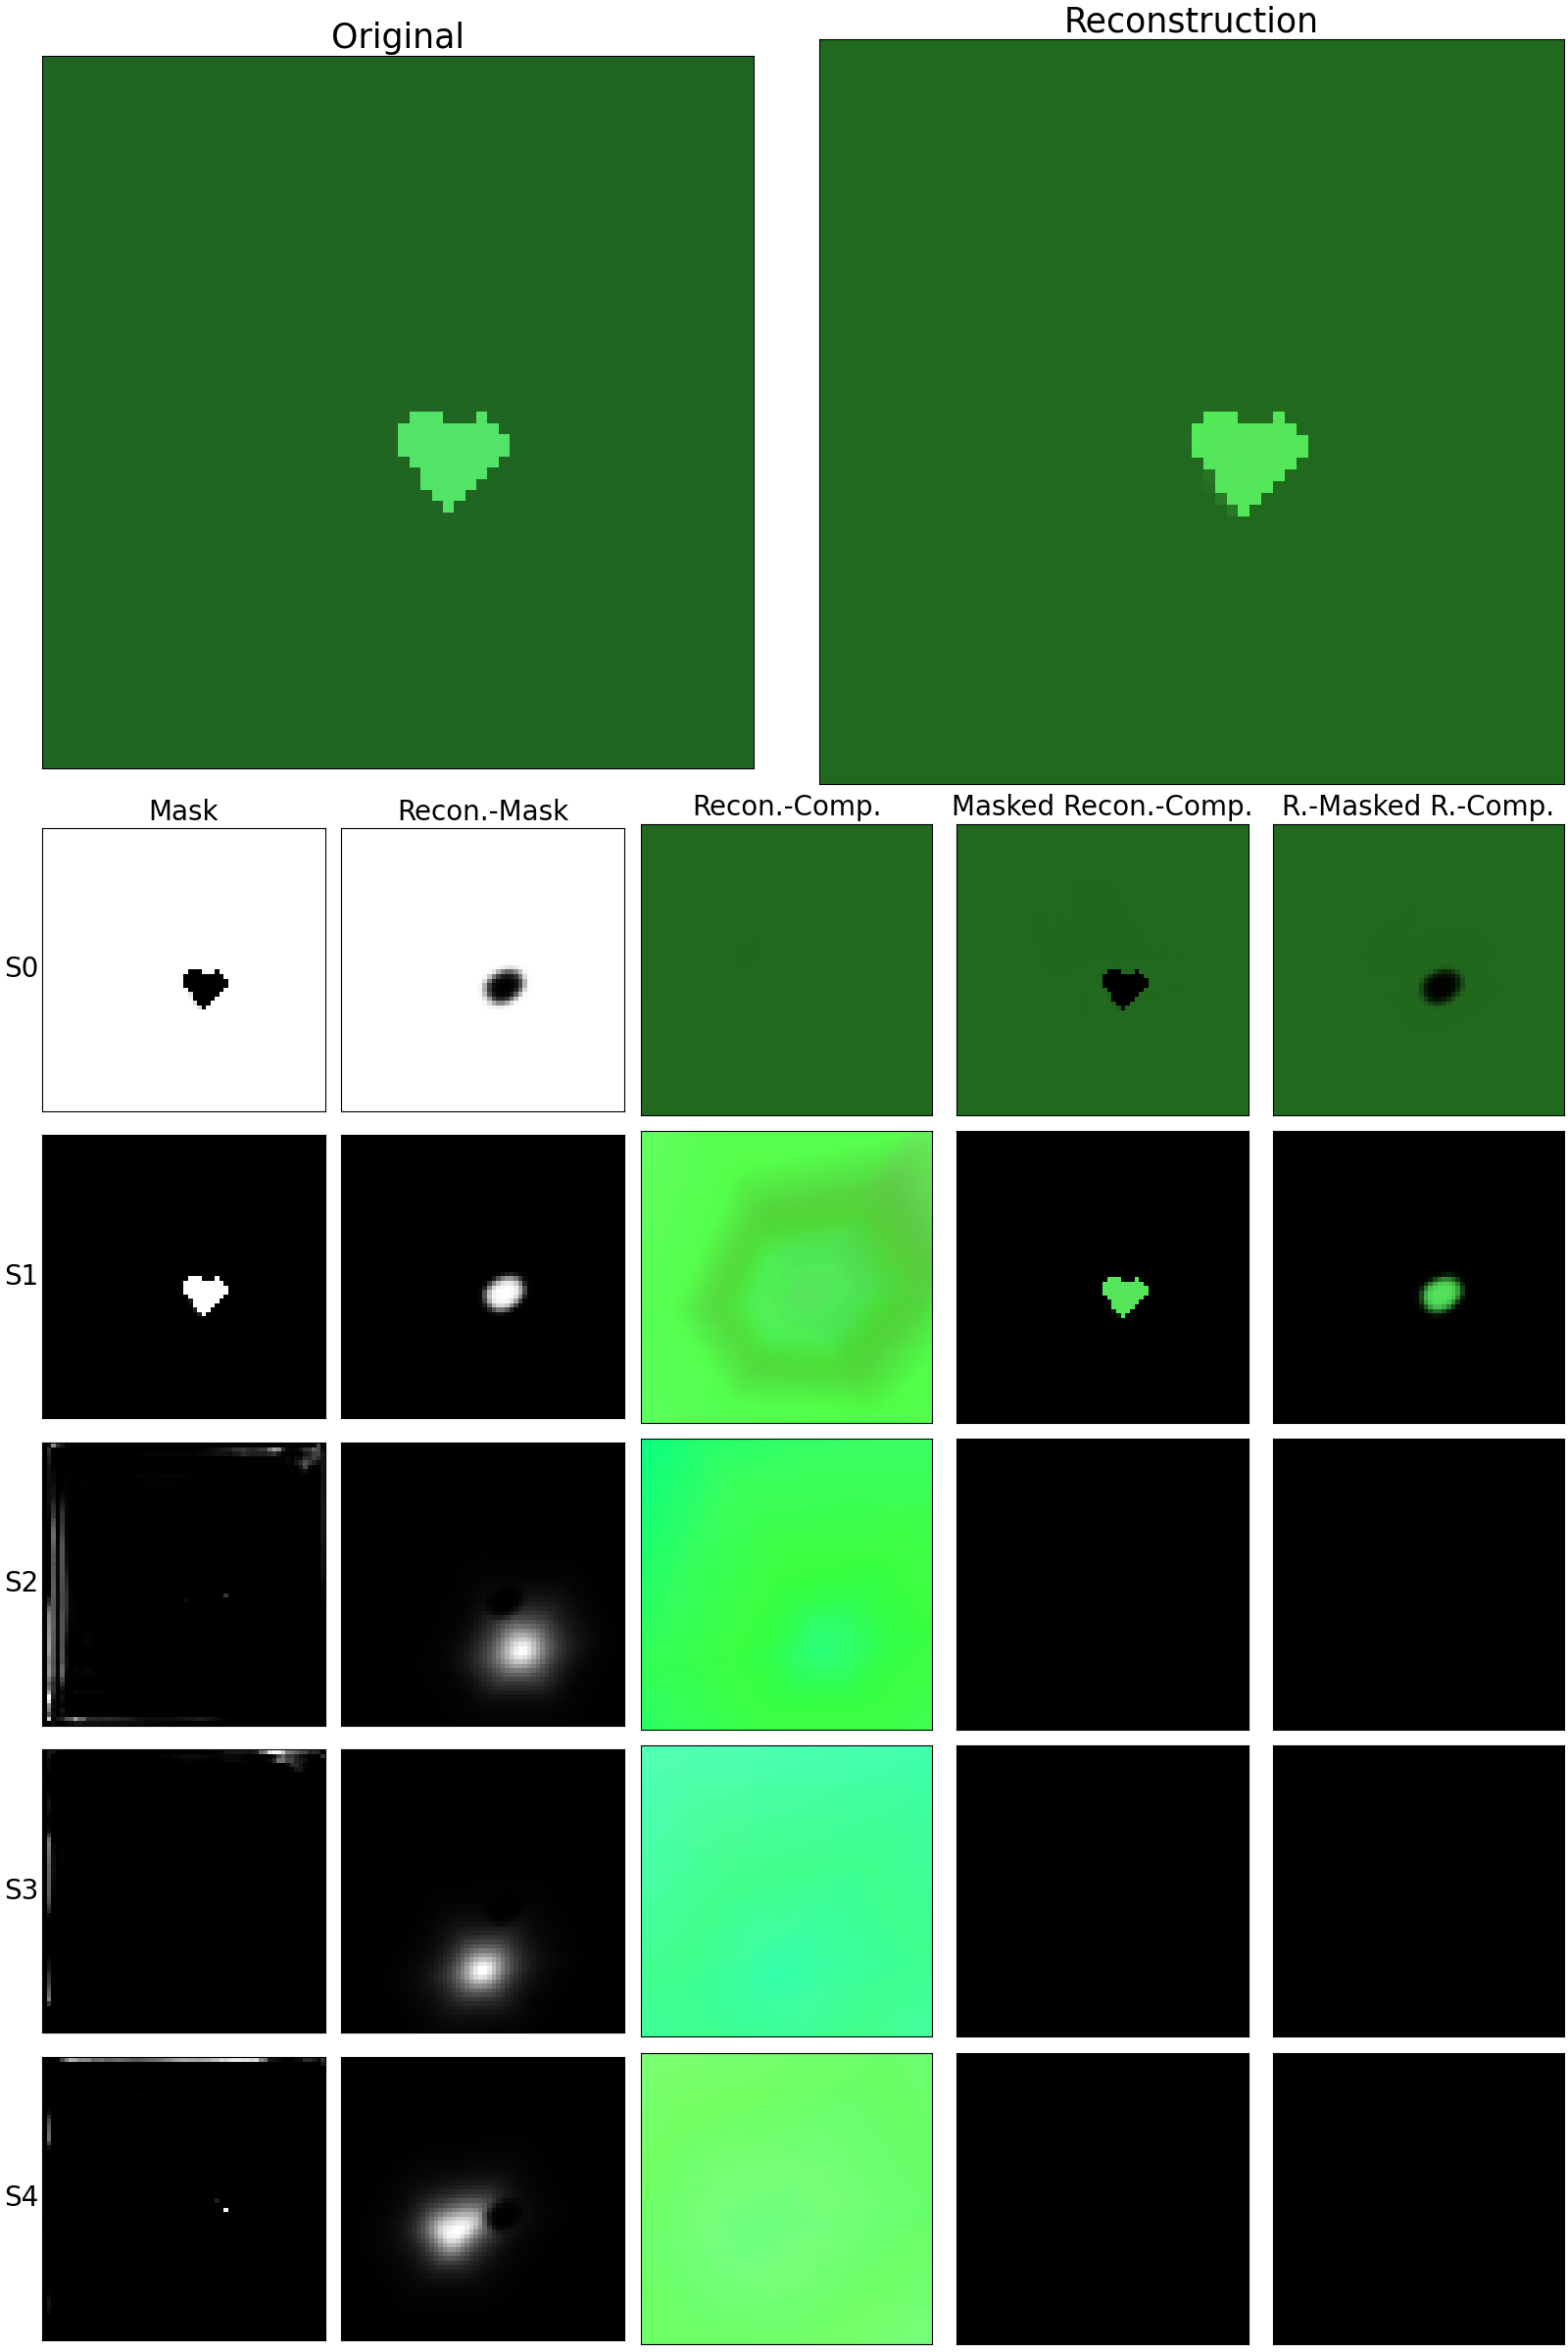 Original
Reconstruction
Mask
Recon.-Mask
Recon.-Comp.
Masked Recon.-Comp.
R.-Masked R.-Comp.
S0
S1
S2
S3
S4